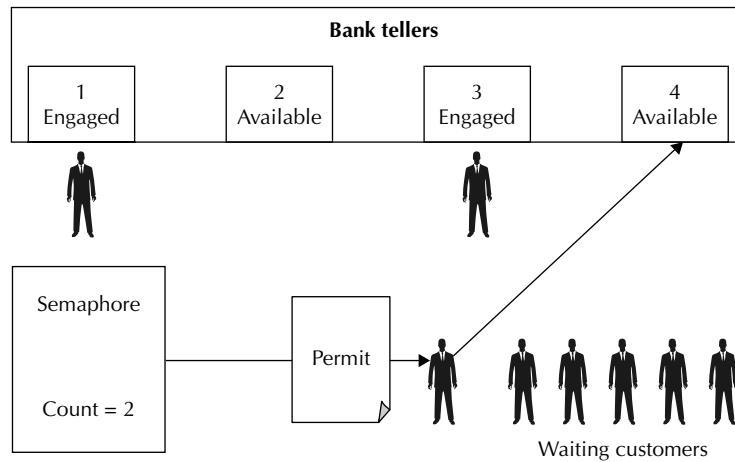 Bank tellers
1
Engaged
2
Available
3
Engaged
4
Available
Semaphore
Count = 2
Permit
Waiting customers